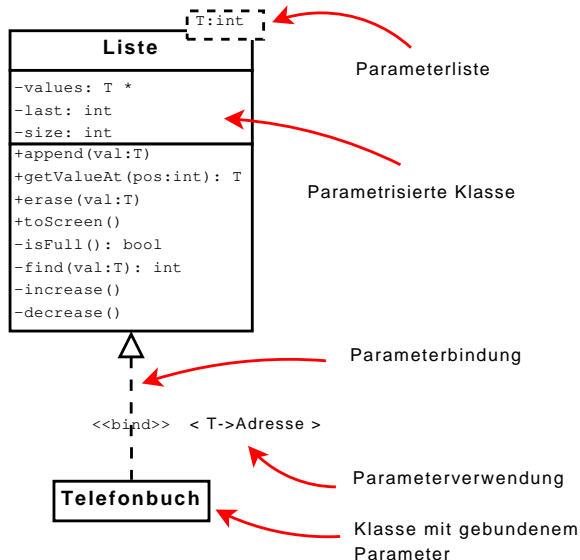 T:int
Liste
Parameterliste
-values: T *
-last: int
-size: int
+append(val:T)
+getValueAt(pos:int): T
+erase(val:T)
+toScreen()
-isFull(): bool
-find(val:T): int
-increase()
-decrease()
Parametrisierte Klasse
Parameterbindung
<<bind>> < T->Adresse >
Parameterverwendung
Telefonbuch
Klasse mit gebundenem
Parameter